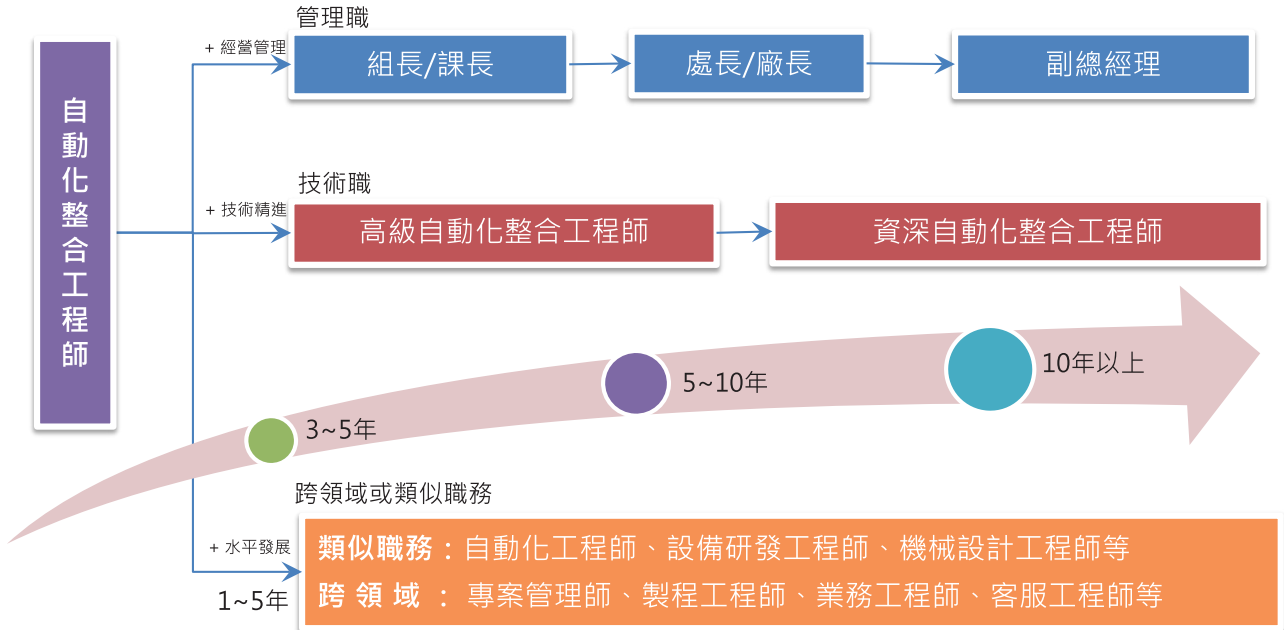 自動化整合工程師
管理職
+ 經營管理
組長/課長
處長/廠長
副總經理
技術職
+ 技術精進
高級自動化整合工程師
資深自動化整合工程師
3~5年
5~10年
10年以上
跨領域或類似職務
+ 水平發展
1~5年
類似職務：自動化工程師、設備研發工程師、機械設計工程師等
跨 領 域 ： 專案管理師、製程工程師、業務工程師、客服工程師等